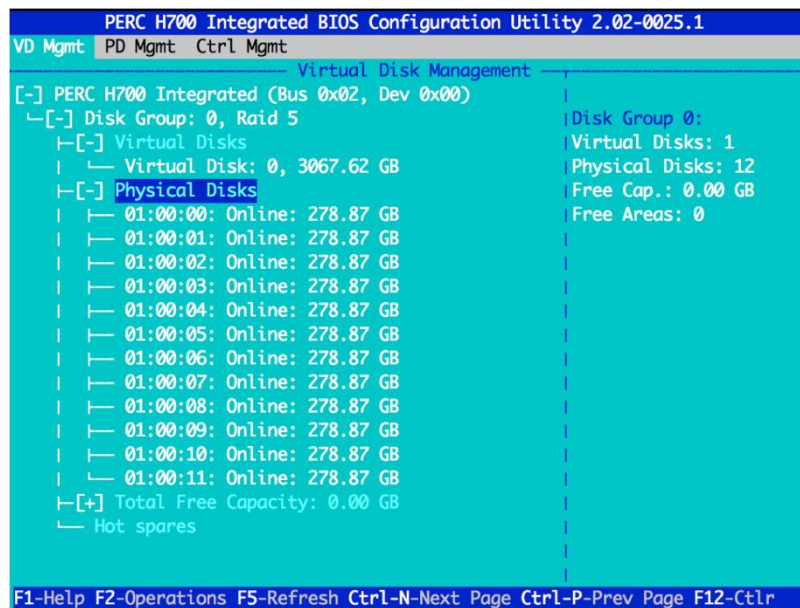 PERC H700 Integrated BIOS Configuration Utility 2.02-0025.1
VD Mgmt PD Mgmt Ctrl Mgmt
Virtual Disk Management
[-] PERC H700 Integrated (Bus 0x02, Dev 0x00)
[-] Disk Group: 0, Raid 5
[-] Virtual Disks
Virtual Disk: 0, 3067.62 GB
[-] Physical Disks
01:00:00: Online: 278.87 GB
01:00:01: Online: 278.87 GB
01:00:02: Online: 278.87 GB
01:00:03: Online: 278.87 GB
01:00:04: Online: 278.87 GB
01:00:05: Online: 278.87 GB
01:00:06: Online: 278.87 GB
01:00:07: Online: 278.87 GB
01:00:08: Online: 278.87 GB
01:00:09: Online: 278.87 GB
01:00:10: Online: 278.87 GB
01:00:11: Online: 278.87 GB
[+] Total Free Capacity: 0.00 GB
Hot spares
Disk Group 0:
Virtual Disks: 1
Physical Disks: 12
Free Cap.: 0.00 GB
Free Areas: 0
F1-Help F2-Operations F5-Refresh Ctrl-N-Next Page Ctrl-P-Prev Page F12-Ctlr